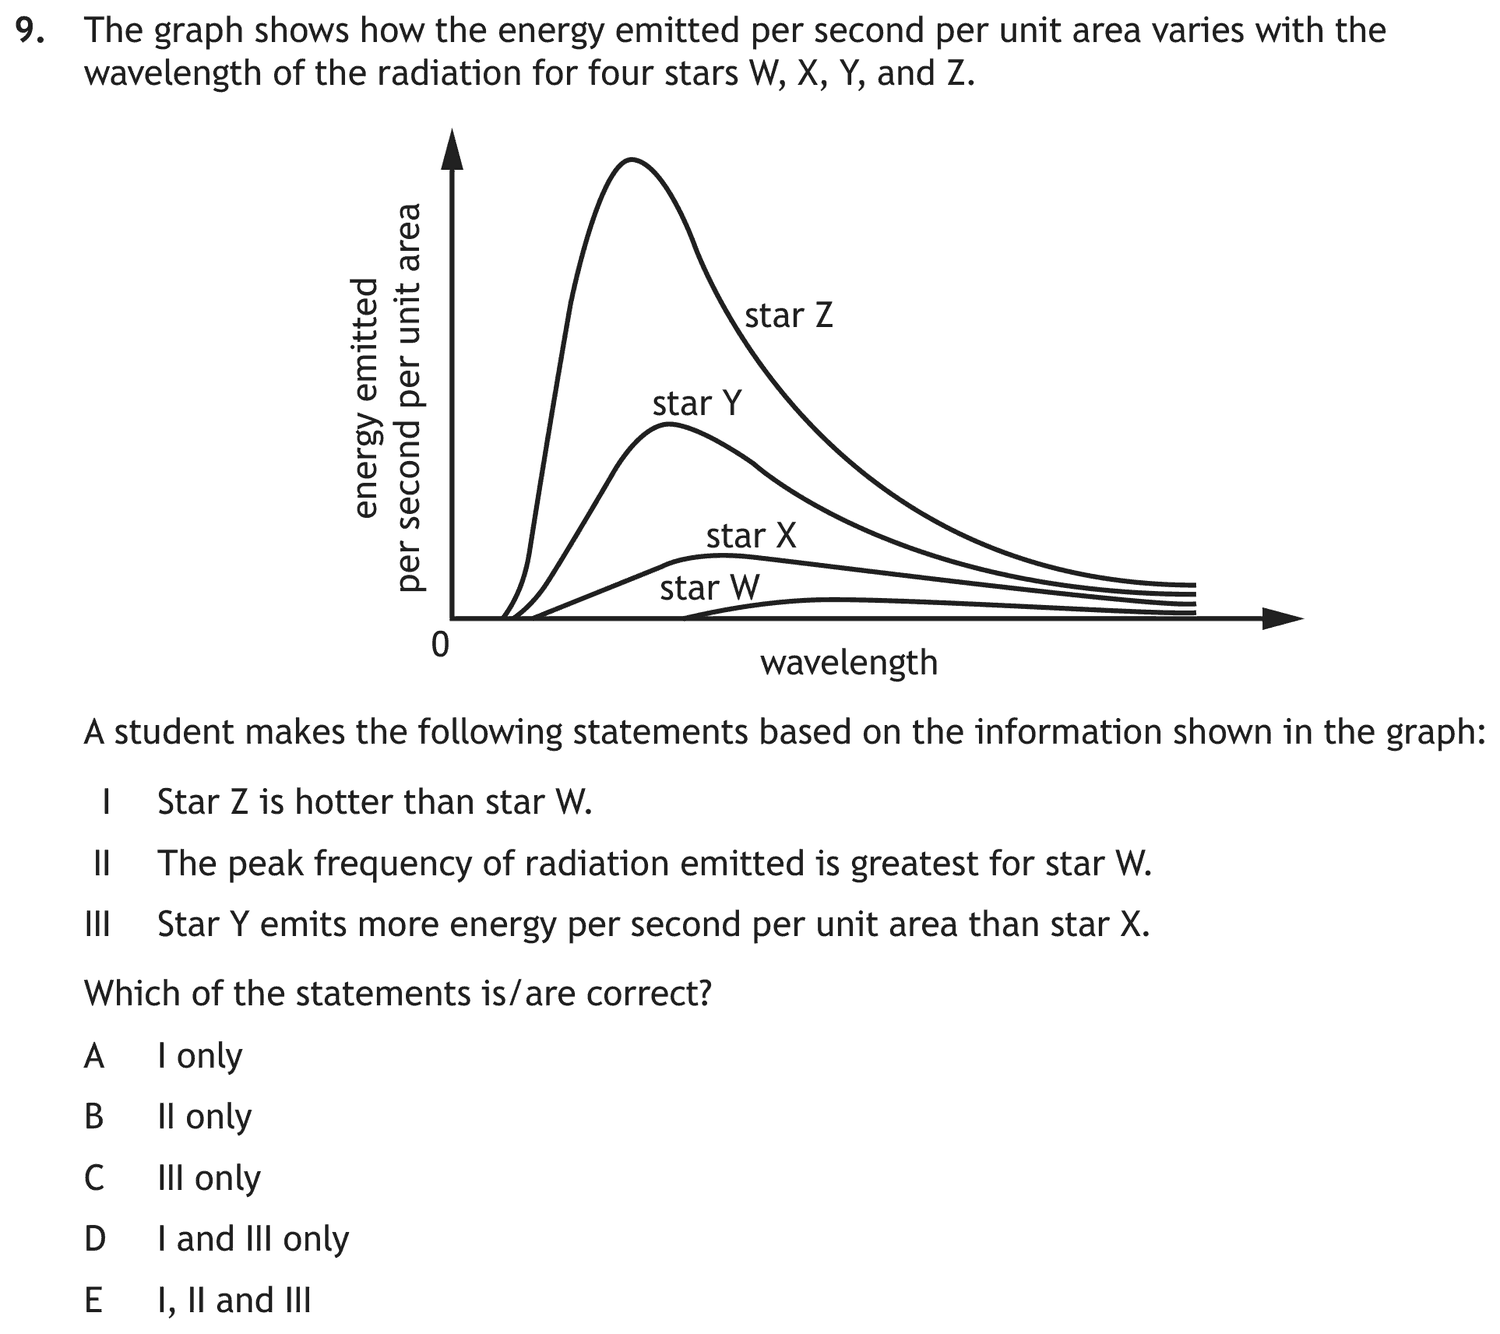 9. The graph shows how the energy emitted per second per unit area varies with the
wavelength of the radiation for four stars W, X, Y, and Z.
energy emitted
per second per unit area
star Z
star Y
star X
star W
0
wavelength
A student makes the following statements based on the information shown in the graph:
I Star Z is hotter than star W.
II The peak frequency of radiation emitted is greatest for star W.
III Star Y emits more energy per second per unit area than star X.
Which of the statements is/are correct?
A I only
B II only
C III only
D I and III only
E I, II and III